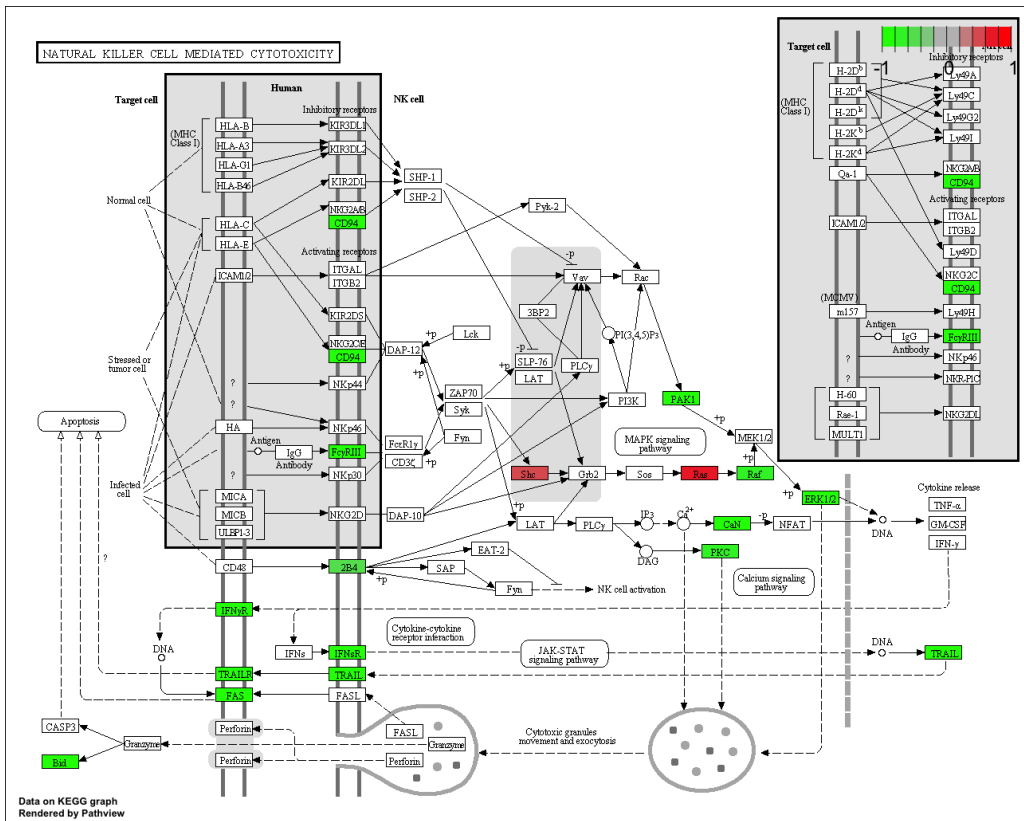 NATURAL KILLER CELL MEDIATED CYTOTOXICITY
Target cell
Human
NK cell
Inhibitory receptors
(MHC
Class I)
HLA-B
HLA-A3
HLA-G1
HLA-B46
KIR3DL1
KIR3DL2
KIR2DL
NKG2A/B
CD94
Normal cell
HLA-C
HLA-E
Activating receptors
ICAM1/2
ITGAL
ITGB2
KIR2DS
NKG2C/E
CD94
Stressed or
tumor cell
?
NKp44
?
HA
NKp46
Antigen
IgG
Antibody
FcγRIII
?
NKp30
Apoptosis
Infected
cell
MICA
MICB
ULBP1-3
NKG2D
?
CD48
2B4
SHP-1
SHP-2
Pyk-2
-p
Vav
Rac
3BP2
PI(3,4,5)P3
+p
Lck
DAP-12
+p
-p
SLP-76
LAT
+p
PLCγ
ZAP70
Syk
PI3K
PAK1
+p
Fyn
FcεR1γ
CD3ζ
+p
MAPK signaling
pathway
MEK1/2
+p
Shc
Grb2
Sos
Ras
Raf
+p
ERK1/2
DAP-10
+p
LAT
PLCγ
IP3
Ca2+
CaN
-p
NFAT
DNA
Cytokine release
TNF-α
GM-CSF
IFN-γ
DAG
PKC
EAT-2
SAP
+p
Fyn
NK cell activation
Calcium signaling
pathway
IFNγR
Cytokine-cytokine
receptor interaction
DNA
IFNs
IFNsR
JAK-STAT
signaling pathway
DNA
TRAIL
TRAILR
TRAIL
FAS
FASL
FASL
CASP3
Granzyme
Bid
Perforin
Perforin
Perforin
Granzyme
Cytotoxic granules
movement and exocytosis
Target cell
-1
0
1
Inhibitory receptors
(MHC
Class I)
H-2Db
H-2Dd
H-2Dk
H-2Kb
H-2Kd
Ly49A
Ly49C
Ly49G2
Ly49I
Qa-1
NKG2A/B
CD94
Activating receptors
ICAM1/2
ITGAL
ITGB2
Ly49D
NKG2C
CD94
(MCMV)
m157
Ly49H
Antigen
IgG
Antibody
FcγRIII
?
NKp46
?
NKR-P1C
H-60
Rae-1
MULT1
NKG2DL
Data on KEGG graph
Rendered by Pathview